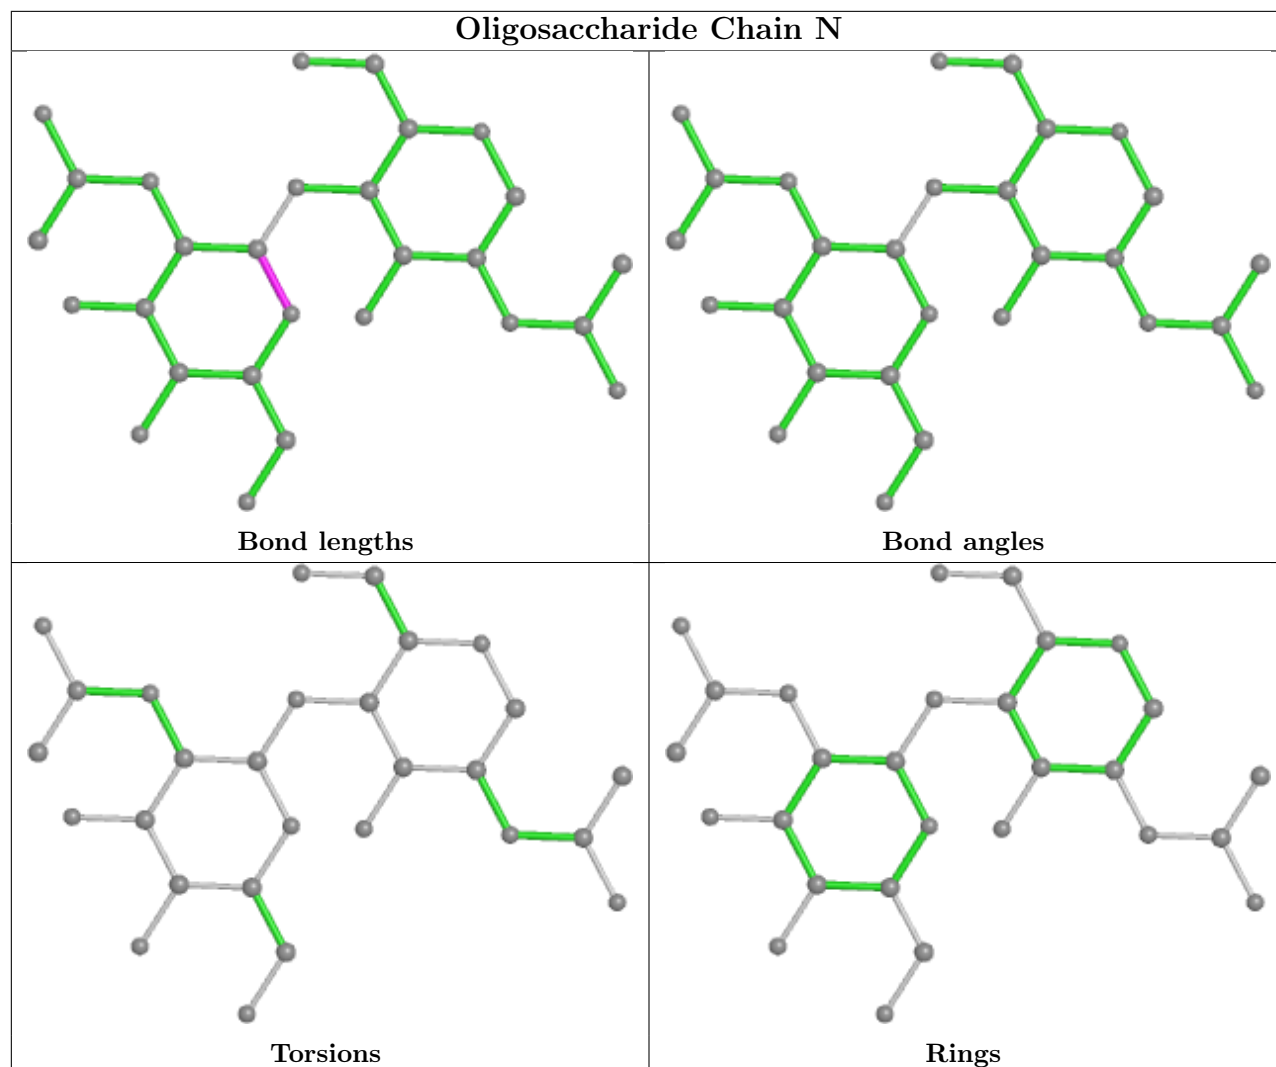 Oligosaccharide Chain N
Bond lengths
Bond angles
Torsions
Rings